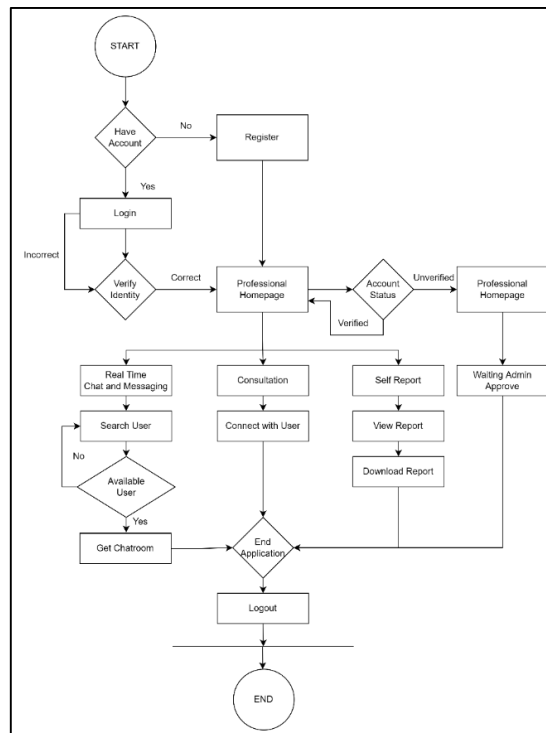 START
Have
Account
No
Register
Yes
Login
Incorrect
Verify
Identity
Correct
Professional
Homepage
Account
Status
Unverified
Professional
Homepage
Verified
Real Time
Chat and Messaging
Consultation
Self Report
Waiting Admin
Approve
Search User
Connect with User
View Report
No
Available
User
Download Report
Yes
Get Chatroom
End
Application
Logout
END